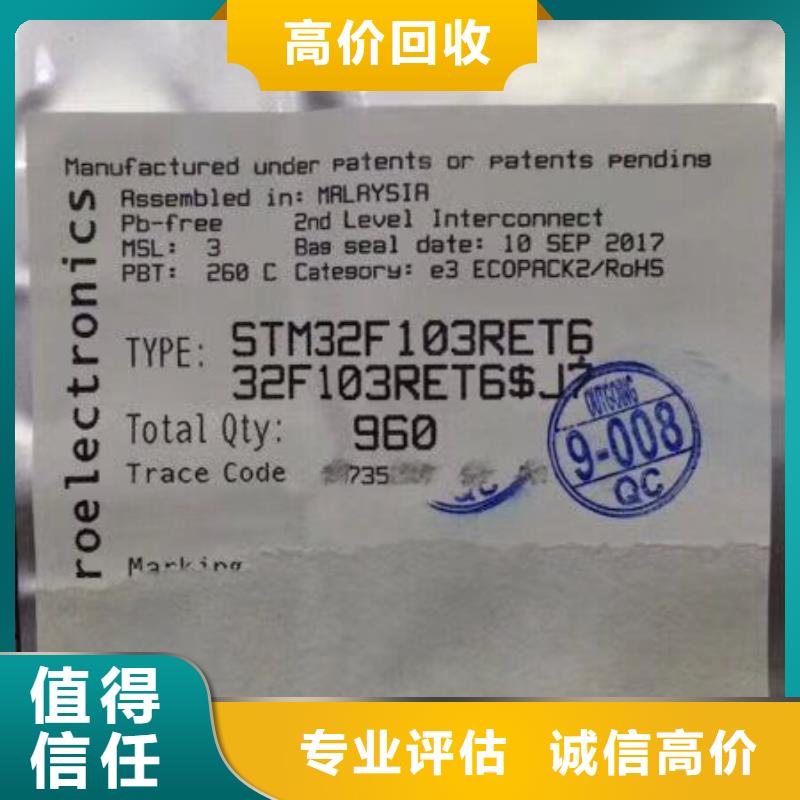 高价回收
Manufactured under patents or patents pending
roelectronics
Assembled in: MALAYSIA
Pb-free 2nd Level Interconnect
MSL: 3 Bag seal date: 10 SEP 2017
PBT: 260 C Category: e3 ECOPACK2/RoHS
TYPE: STM32F103RET6
32F103RET6$J7
Total Qty: 960
OUTGOING
9-008
QC
Trace Code 735
QC
Marking
值得
信任
专业评估 诚信高价